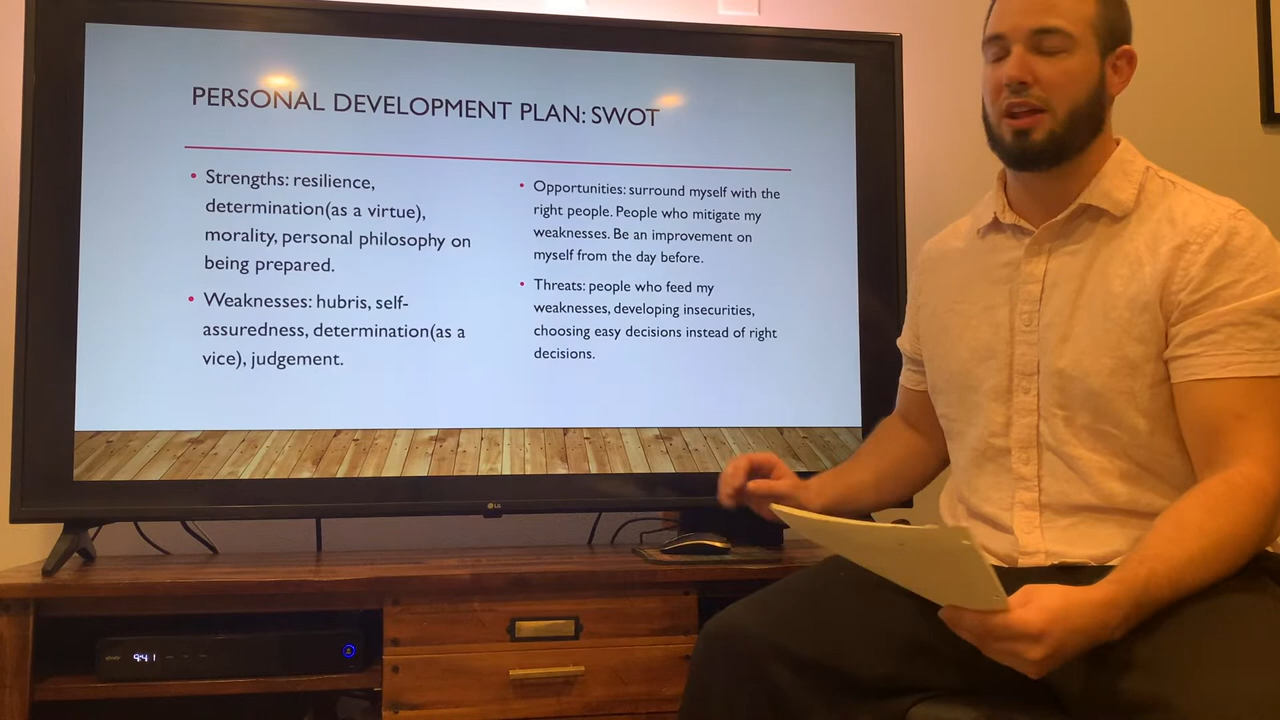 PERSONAL DEVELOPMENT PLAN: SWOT
• Strengths: resilience,
determination(as a virtue),
morality, personal philosophy on
being prepared.
• Weaknesses: hubris, self-
assuredness, determination(as a
vice), judgement.
• Opportunities: surround myself with the
right people. People who mitigate my
weaknesses. Be an improvement on
myself from the day before.
• Threats: people who feed my
weaknesses, developing insecurities,
choosing easy decisions instead of right
decisions.
LG
xfinity
9:41